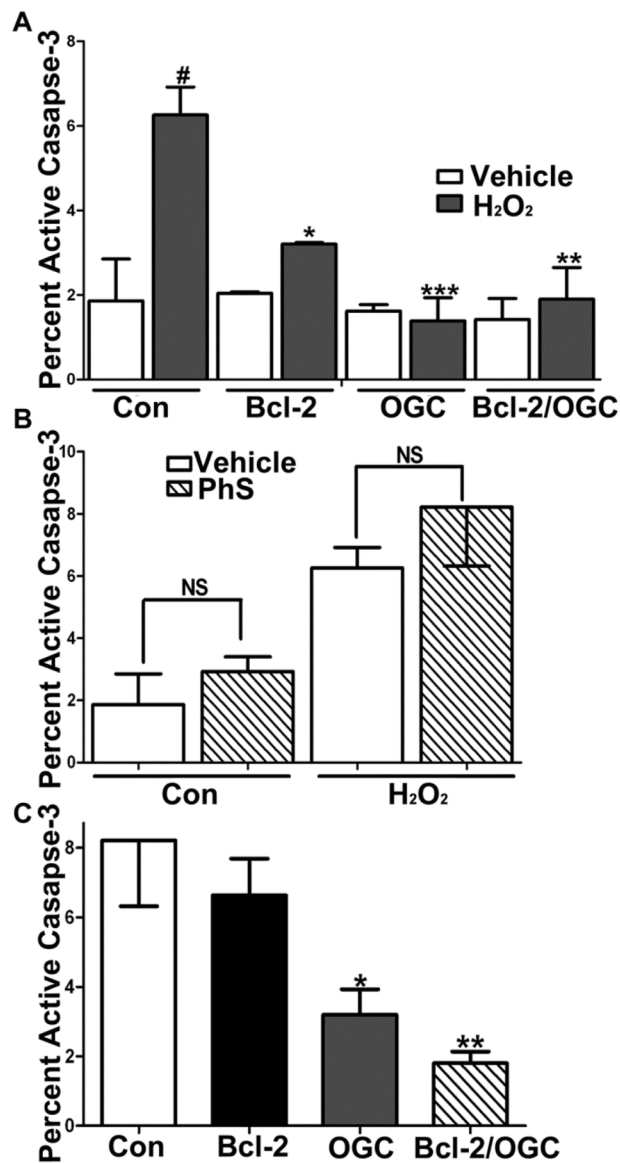 A
Percent Active Casapse-3
8
6
4
2
0
#
*
***
**
Vehicle
H₂O₂
Con Bcl-2 OGC Bcl-2/OGC
B
Percent Active Casapse-3
10
8
6
4
2
0
Vehicle
PhS
NS
NS
Con H₂O₂
C
Percent Active Casapse-3
8
6
4
2
0
*
**
Con Bcl-2 OGC Bcl-2/OGC